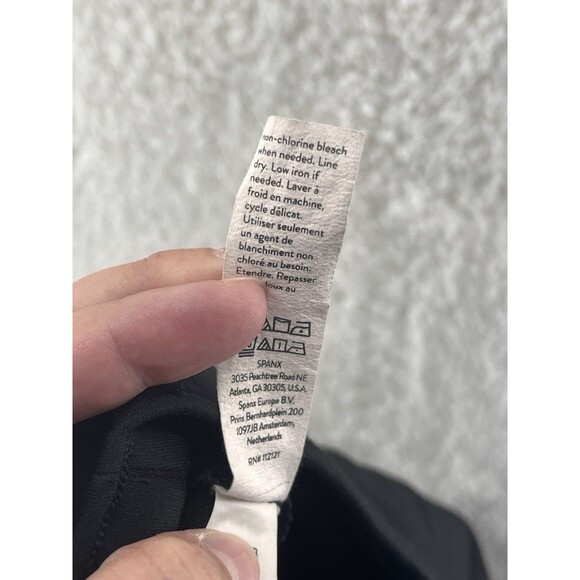 non-chlorine bleach
when needed. Line
dry. Low iron if
needed. Laver à
froid en machine,
cycle délicat.
Utiliser seulement
un agent de
blanchiment non
chloré au besoin.
Etendre. Repasser
doux au
SPANX
3035 Peachtree Road NE
Atlanta, GA 30305, U.S.A.
Spanx Europe B.V.
Prins Bernhardplein 200
1097JB Amsterdam,
Netherlands
RN# 112121